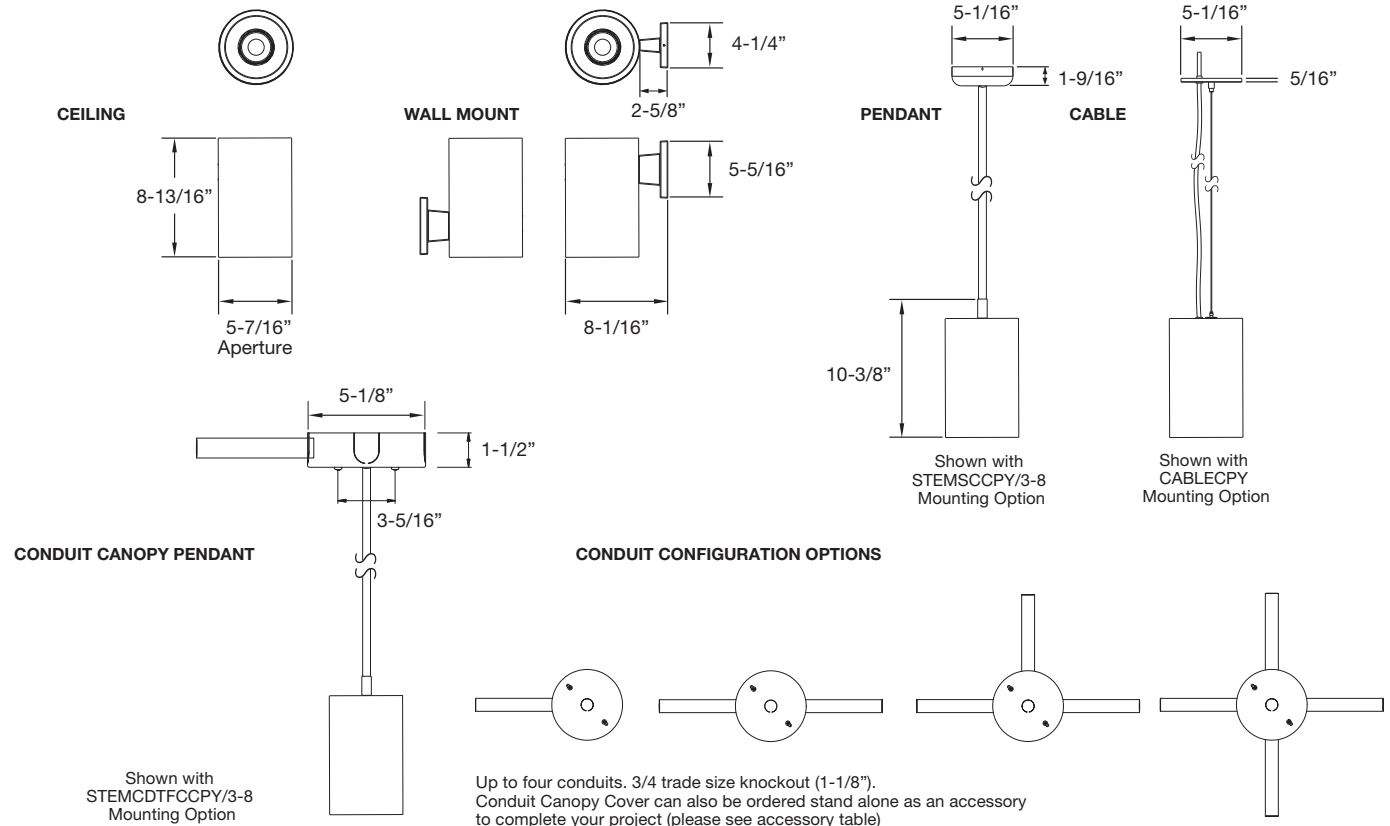 CEILING
8-13/16”
5-7/16”
Aperture
WALL MOUNT
4-1/4”
2-5/8”
5-5/16”
8-1/16”
PENDANT
5-1/16”
1-9/16”
10-3/8”
Shown with
STEMSCCPY/3-8
Mounting Option
CABLE
5-1/16”
5/16”
Shown with
CABLECPY
Mounting Option
CONDUIT CANOPY PENDANT
5-1/8”
1-1/2”
3-5/16”
Shown with
STEMCDTFCCPY/3-8
Mounting Option
CONDUIT CONFIGURATION OPTIONS
Up to four conduits. 3/4 trade size knockout (1-1/8”).
Conduit Canopy Cover can also be ordered stand alone as an accessory
to complete your project (please see accessory table)